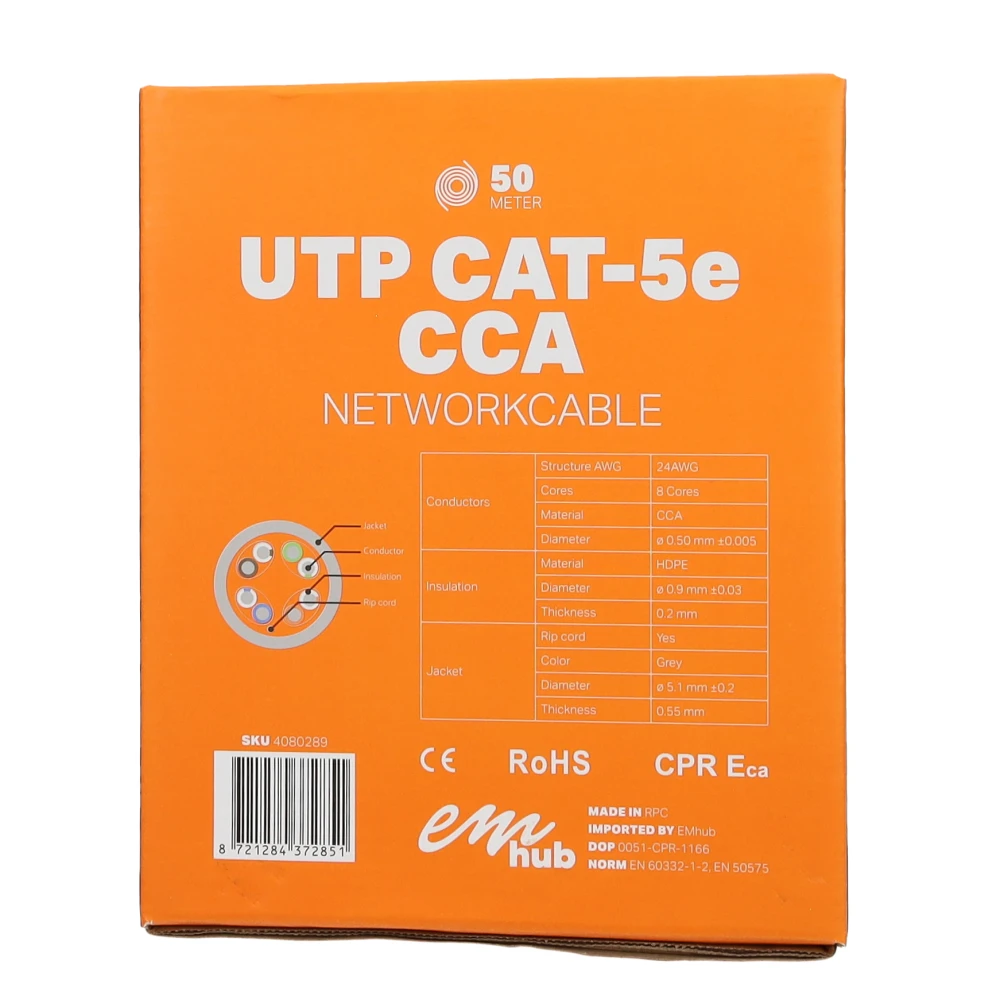 50
METER
UTP CAT-5e
CCA
NETWORKCABLE
Jacket
Conductor
Insulation
Rip cord
Conductors
Structure AWG 24AWG
Cores 8 Cores
Material CCA
Diameter ø 0.50 mm ±0.005
Insulation
Material HDPE
Diameter ø 0.9 mm ±0.03
Thickness 0.2 mm
Jacket
Rip cord Yes
Color Grey
Diameter ø 5.1 mm ±0.2
Thickness 0.55 mm
SKU 4080289
8 721284 372851
CE RoHS CPR Eca
em hub
MADE IN RPC
IMPORTED BY EMhub
DOP 0051-CPR-1166
NORM EN 60332-1-2, EN 50575